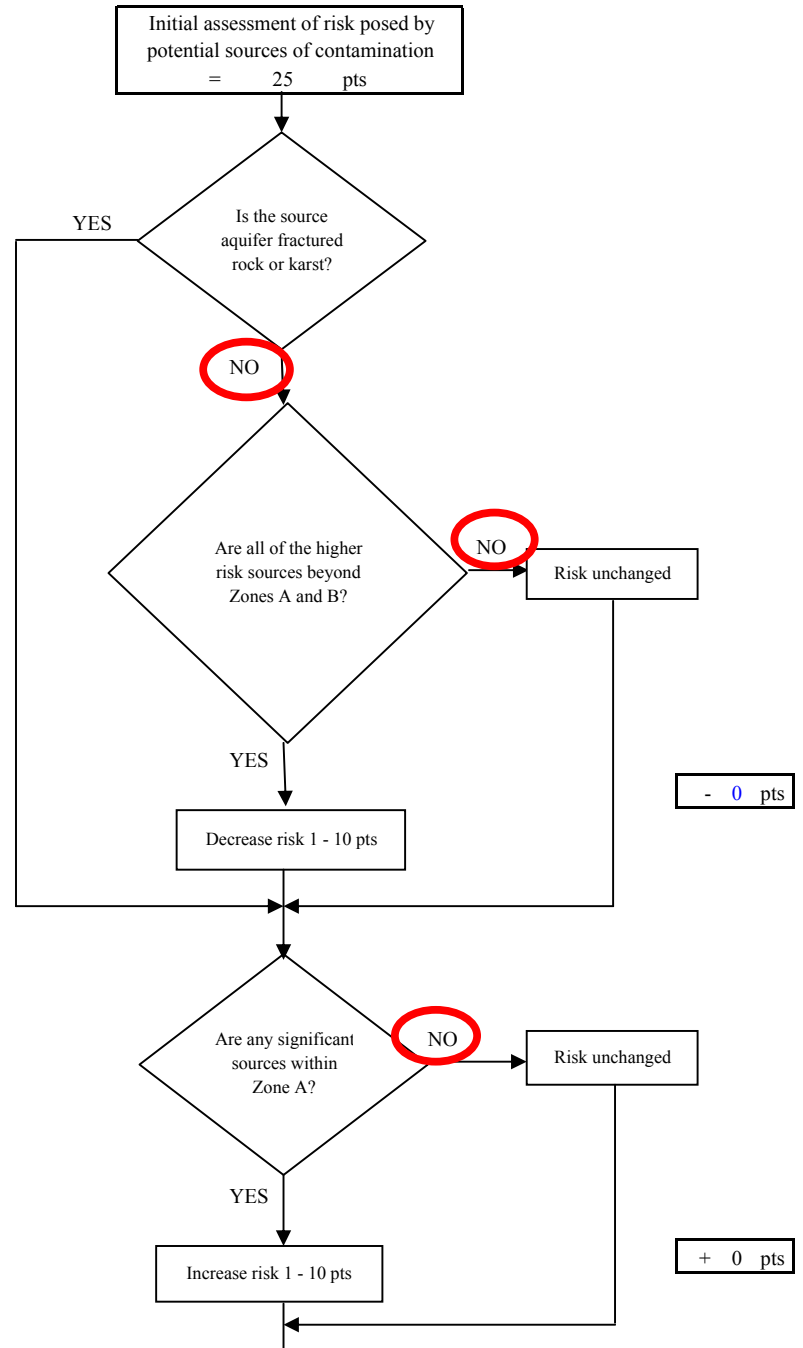 Initial assessment of risk posed by
potential sources of contamination
= 25 pts
YES
Is the source
aquifer fractured
rock or karst?
NO
Are all of the higher
risk sources beyond
Zones A and B?
NO
Risk unchanged
YES
- 0 pts
Decrease risk 1 - 10 pts
Are any significant
sources within
Zone A?
NO
Risk unchanged
YES
+ 0 pts
Increase risk 1 - 10 pts